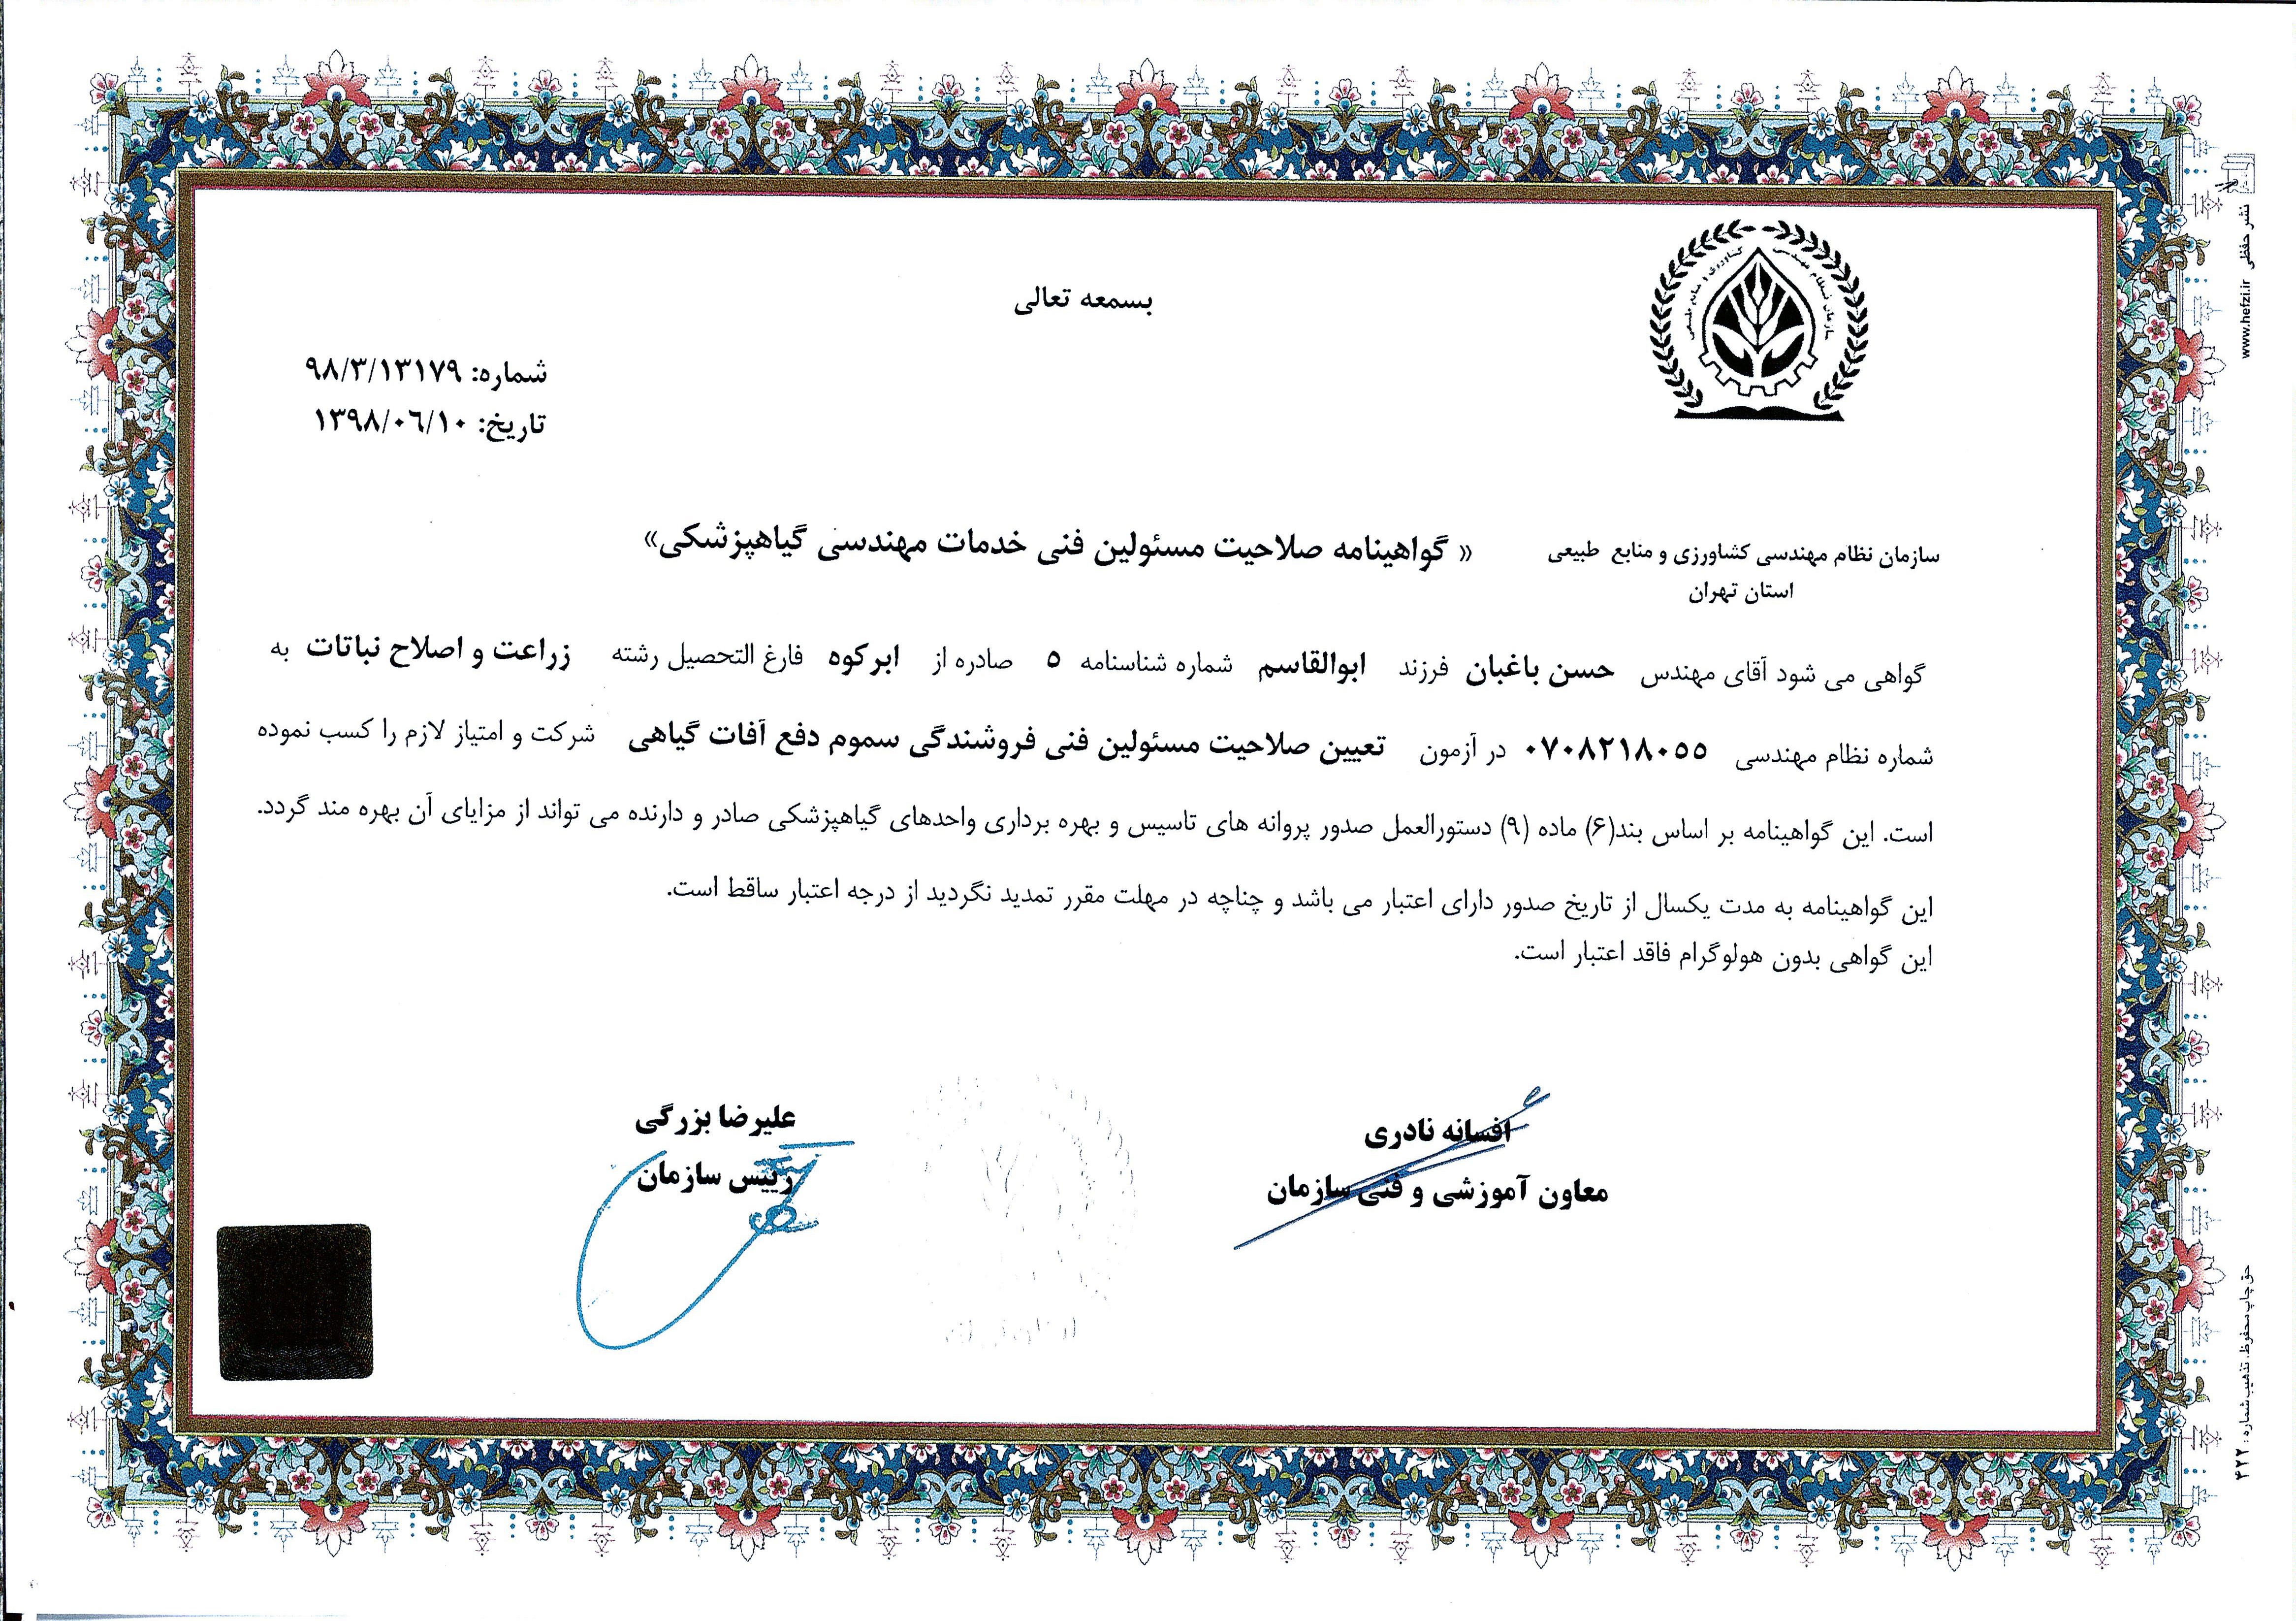 بسمعه تعالی
شماره: ۹۸/۳/۱۳۱۷۹
تاریخ: ۱۳۹۸/۰۶/۱۰
سازمان نظام مهندسی کشاورزی و منابع طبیعی
استان تهران
« گواهینامه صلاحیت مسئولین فنی خدمات مهندسی گیاهپزشکی»
گواهی می شود آقای مهندس حسن باغبان فرزند ابوالقاسم شماره شناسنامه ۵ صادره از ابرکوه فارغ التحصیل رشته زراعت و اصلاح نباتات به
شماره نظام مهندسی ۰۷۰۸۲۱۸۰۵۵ در آزمون تعیین صلاحیت مسئولین فنی فروشندگی سموم دفع آفات گیاهی شرکت و امتیاز لازم را کسب نموده
است. این گواهینامه بر اساس بند(۶) ماده (۹) دستورالعمل صدور پروانه های تاسیس و بهره برداری واحدهای گیاهپزشکی صادر و دارنده می تواند از مزایای آن بهره مند گردد.
این گواهینامه به مدت یکسال از تاریخ صدور دارای اعتبار می باشد و چناچه در مهلت مقرر تمدید نگردید از درجه اعتبار ساقط است.
این گواهی بدون هولوگرام فاقد اعتبار است.
افسانه نادری
معاون آموزشی و فنی سازمان
علیرضا بزرگی
رییس سازمان
نشر حفظی www.hefzi.ir
حق چاپ محفوظ. تذهیب شماره: ۴۲۲